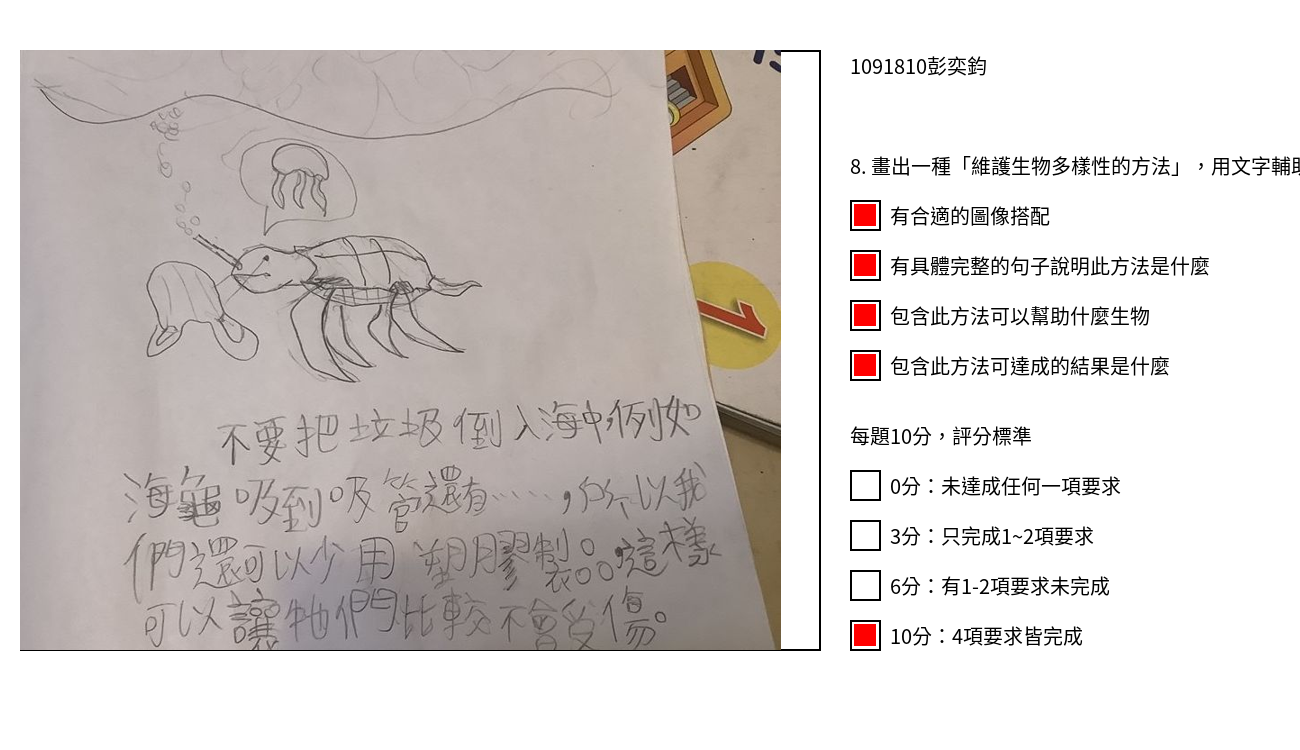 1091810彭奕鈞
8. 畫出一種「維護生物多樣性的方法」，用文字輔助
有合適的圖像搭配
有具體完整的句子說明此方法是什麼
包含此方法可以幫助什麼生物
包含此方法可達成的結果是什麼
每題10分，評分標準
0分：未達成任何一項要求
3分：只完成1~2項要求
6分：有1-2項要求未完成
10分：4項要求皆完成
1
不要把垃圾倒入海中,例如
海龜吸到吸管還有……，所以我
們還可以少用塑膠製。。這樣
可以讓牠們比較不會受傷。